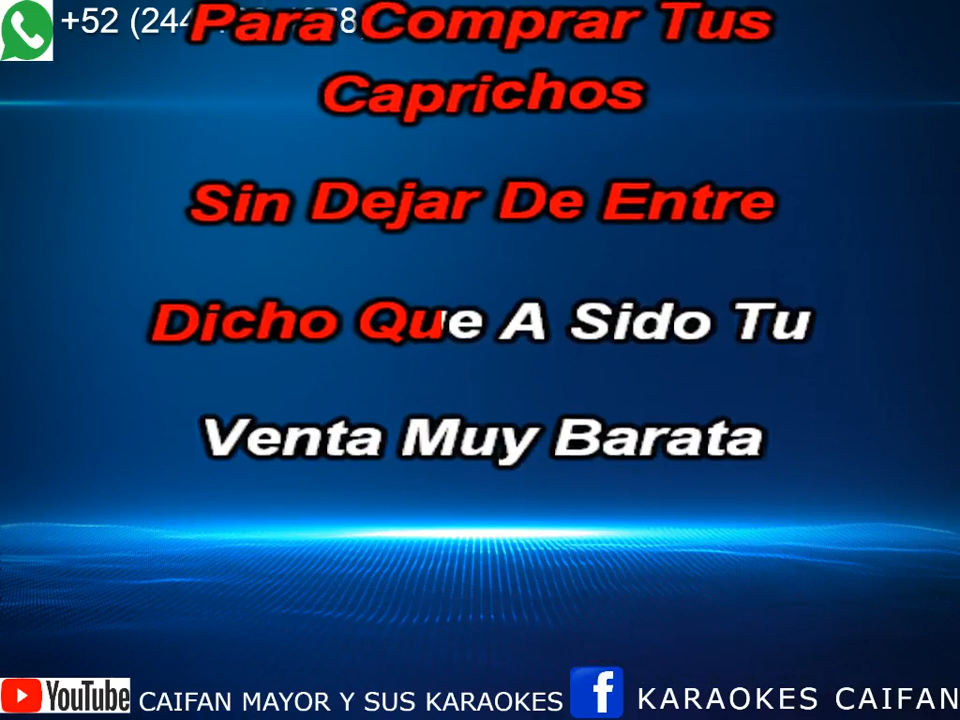 +52 (244
Para Comprar Tus
Caprichos
Sin Dejar De Entre
Dicho Que A Sido Tu
Venta Muy Barata
YouTube CAIFAN MAYOR Y SUS KARAOKES
KARAOKES CAIFAN